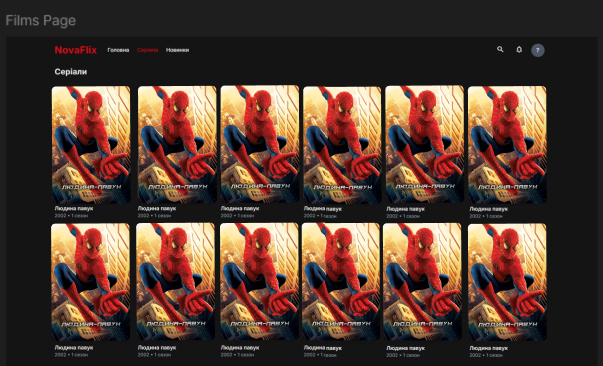 Films Page
NovaFlix Головна Серіали Новинки ?
Серіали
ЛЮДИНА-ПАВУК ЛЮДИНА-ПАВУК ЛЮДИНА-ПАВУК ЛЮДИНА-ПАВУК ЛЮДИНА-ПАВУК ЛЮДИНА-ПАВУК
Людина павук Людина павук Людина павук Людина павук Людина павук Людина павук
2002 • 1 сезон 2002 • 1 сезон 2002 • 1 сезон 2002 • 1 сезон 2002 • 1 сезон 2002 • 1 сезон
ЛЮДИНА-ПАВУК ЛЮДИНА-ПАВУК ЛЮДИНА-ПАВУК ЛЮДИНА-ПАВУК ЛЮДИНА-ПАВУК ЛЮДИНА-ПАВУК
Людина павук Людина павук Людина павук Людина павук Людина павук Людина павук
2002 • 1 сезон 2002 • 1 сезон 2002 • 1 сезон 2002 • 1 сезон 2002 • 1 сезон 2002 • 1 сезон